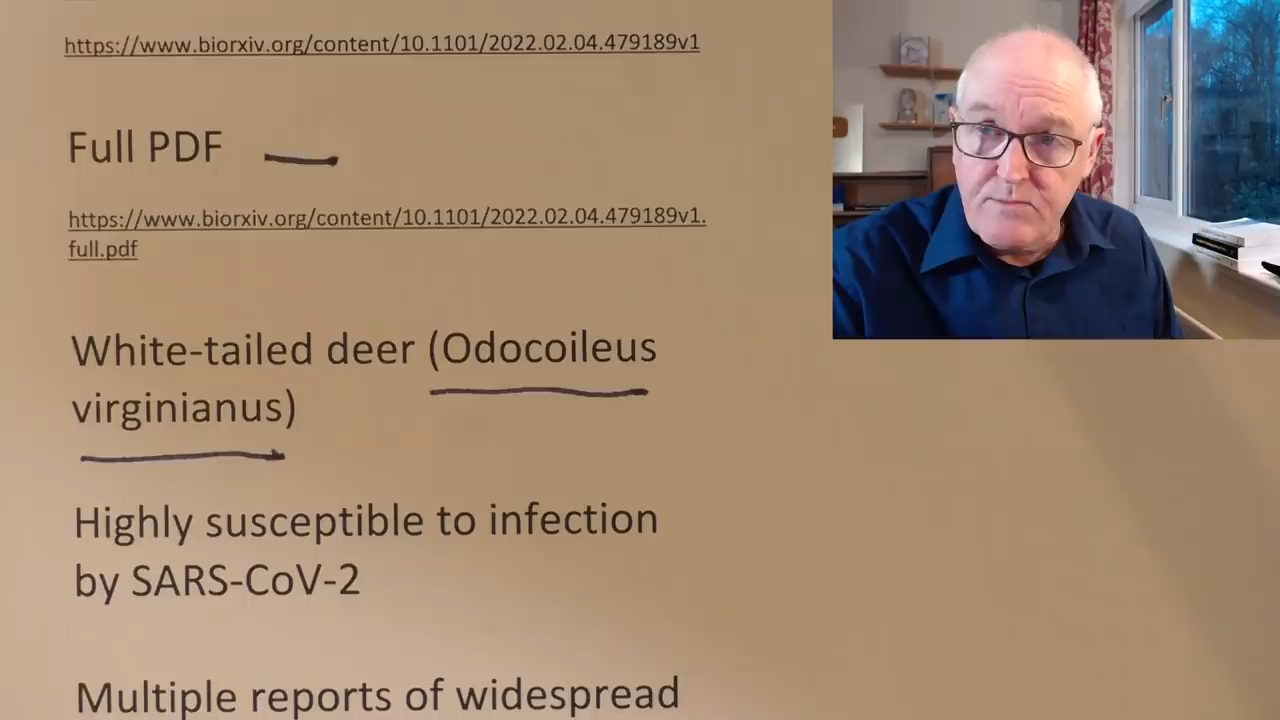 https://www.biorxiv.org/content/10.1101/2022.02.04.479189v1
Full PDF
https://www.biorxiv.org/content/10.1101/2022.02.04.479189v1.
full.pdf
White-tailed deer (Odocoileus
virginianus)
Highly susceptible to infection
by SARS-CoV-2
Multiple reports of widespread